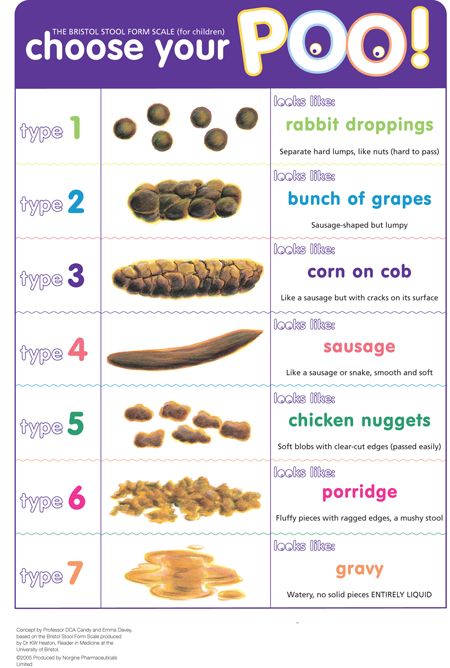 THE BRISTOL STOOL FORM SCALE (for children)
choose your POO!
type 1
looks like:
rabbit droppings
Separate hard lumps, like nuts (hard to pass)
type 2
looks like:
bunch of grapes
Sausage-shaped but lumpy
type 3
looks like:
corn on cob
Like a sausage but with cracks on its surface
type 4
looks like:
sausage
Like a sausage or snake, smooth and soft
type 5
looks like:
chicken nuggets
Soft blobs with clear-cut edges (passed easily)
type 6
looks like:
porridge
Fluffy pieces with ragged edges, a mushy stool
type 7
looks like:
gravy
Watery, no solid pieces ENTIRELY LIQUID
Concept by Professor DCA Candy and Emma Davey,
based on the Bristol Stool Form Scale produced
by Dr KW Heaton, Reader in Medicine at the
University of Bristol.
©2005 Produced by Norgine Pharmaceuticals
Limited